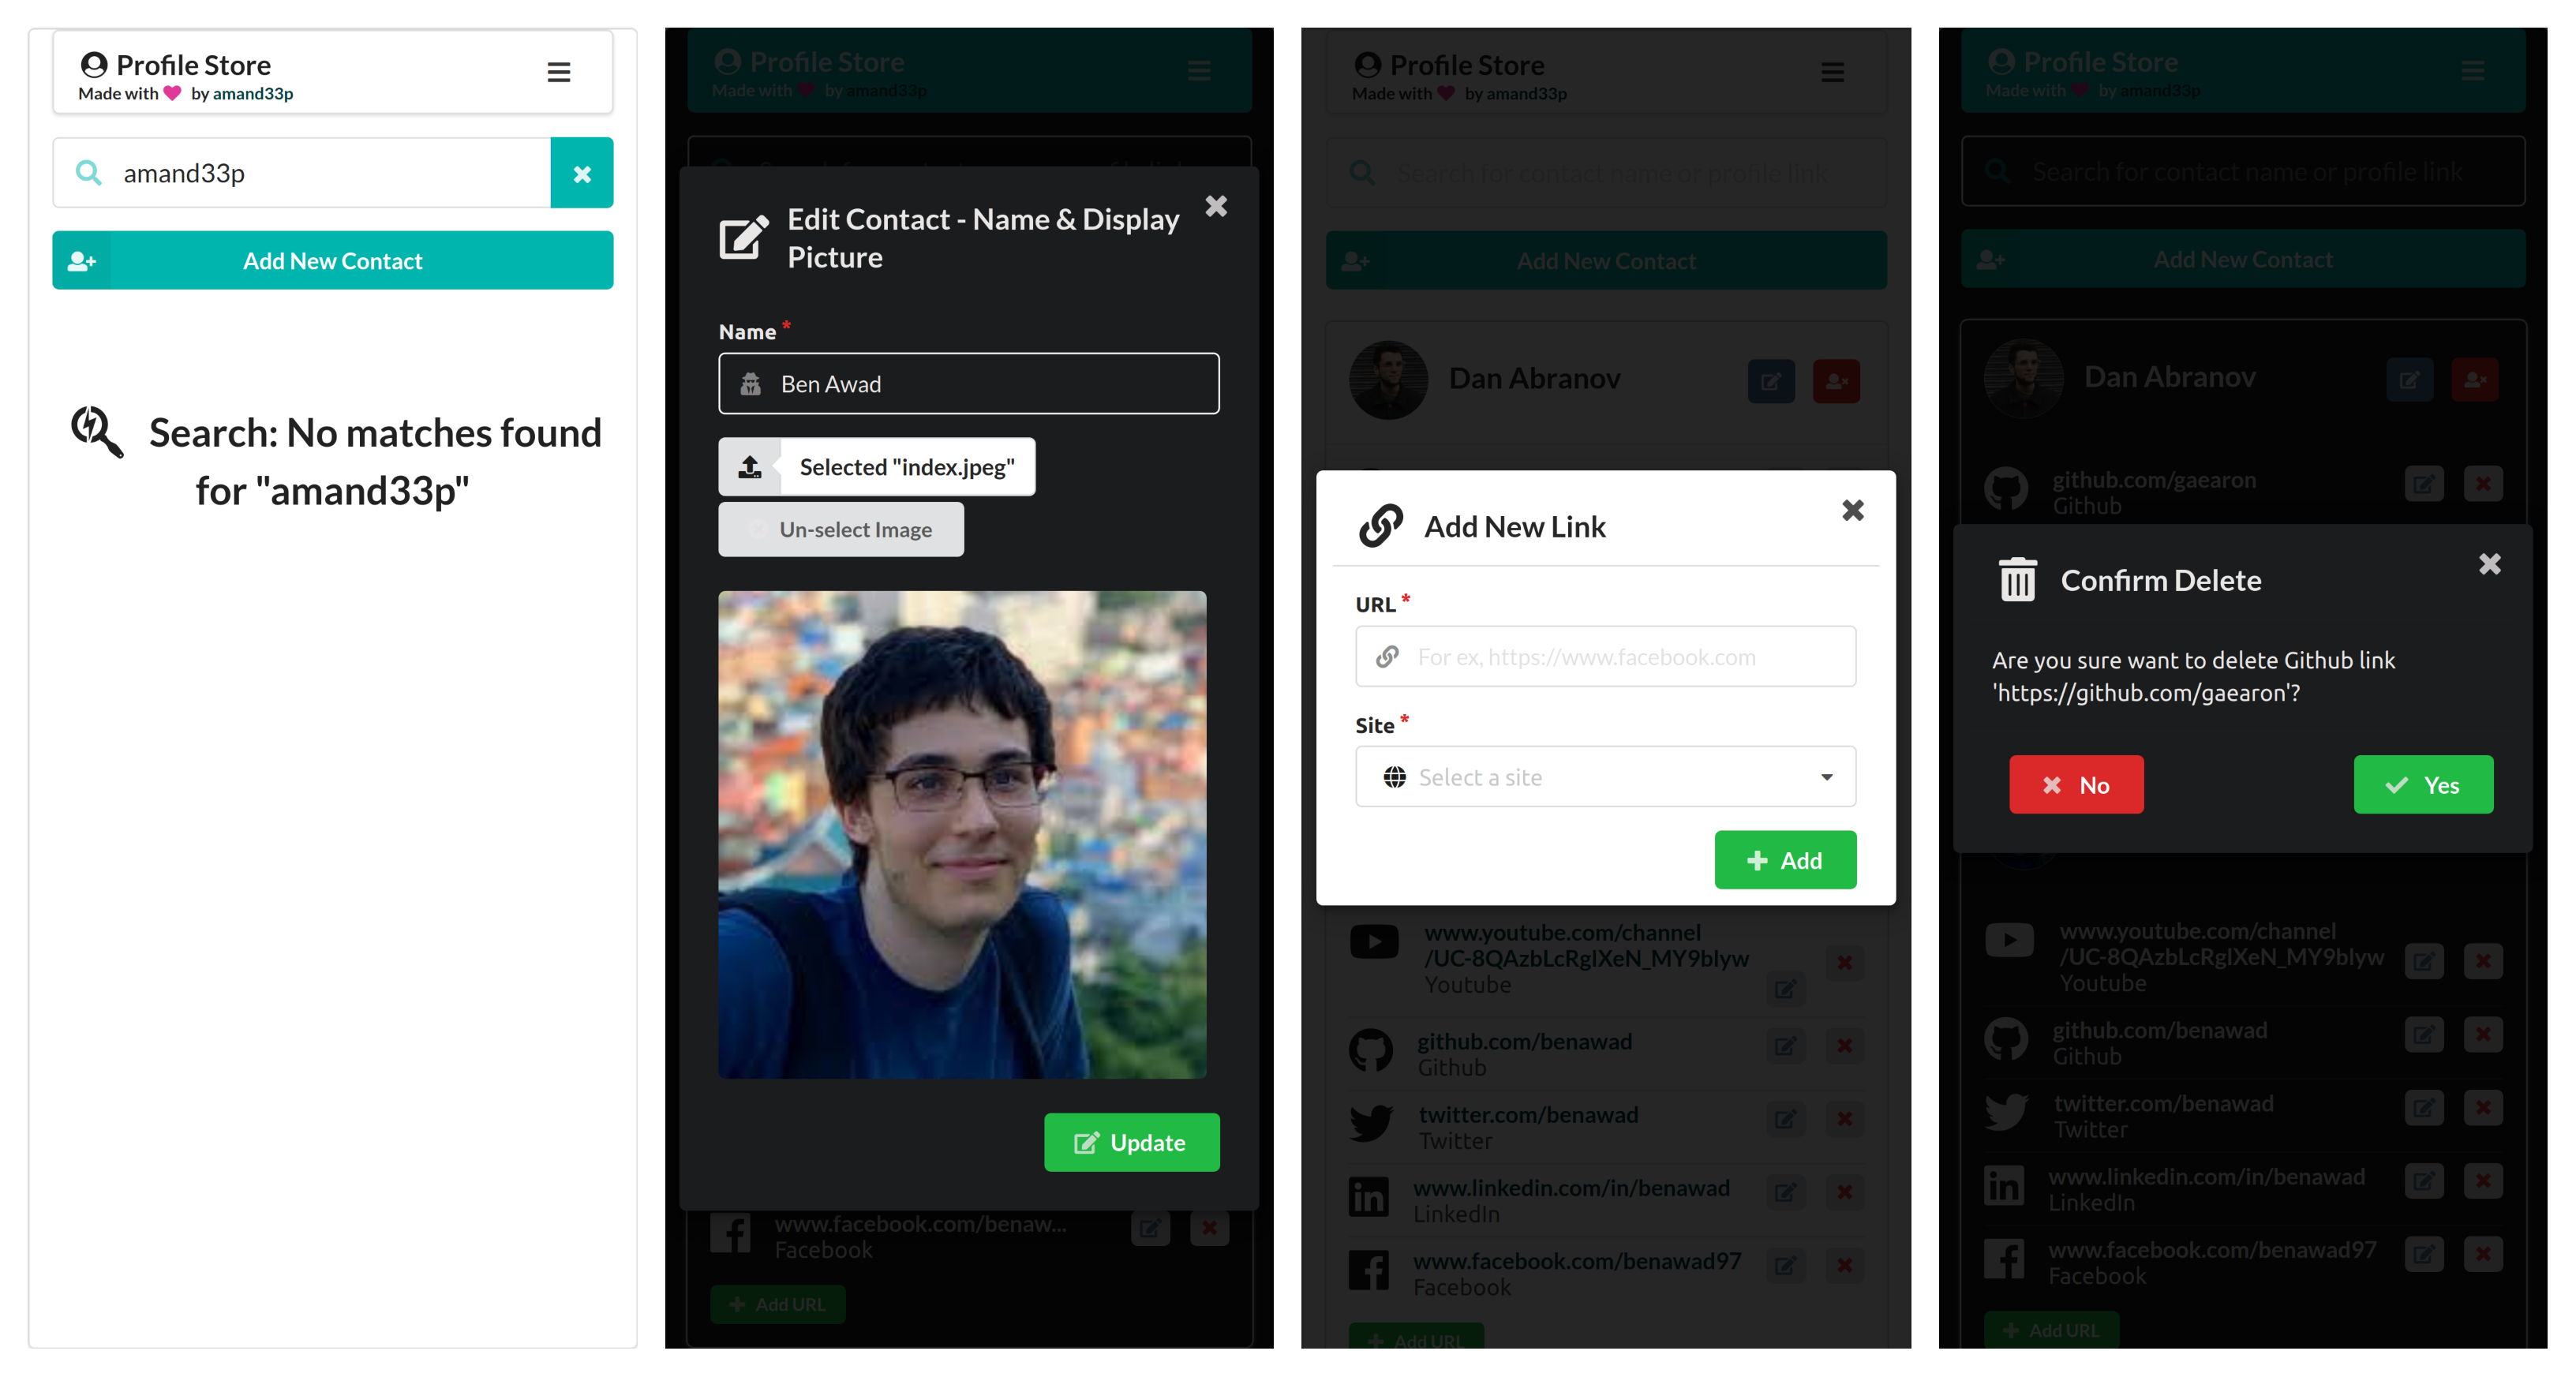 Profile Store
Made with by amand33p
amand33p
Add New Contact
Search: No matches found
for "amand33p"
Profile Store
Made with by amand33p
Edit Contact - Name & Display
Picture
Name *
Ben Awad
Selected "index.jpeg"
Un-select Image
Update
www.facebook.com/benaw...
Facebook
Add URL
Profile Store
Made with by amand33p
Search for contact name or profile link
Add New Contact
Dan Abranov
Add New Link
URL *
For ex, https://www.facebook.com
Site *
Select a site
Add
www.youtube.com/channel
/UC-8QAzbLcRgIXeN_MY9blyw
Youtube
github.com/benawad
Github
twitter.com/benawad
Twitter
www.linkedin.com/in/benawad
LinkedIn
www.facebook.com/benawad97
Facebook
Add URL
Profile Store
Made with by amand33p
Search for contact name or profile link
Add New Contact
Dan Abranov
github.com/gaearon
Github
Confirm Delete
Are you sure want to delete Github link
'https://github.com/gaearon'?
No
Yes
www.youtube.com/channel
/UC-8QAzbLcRgIXeN_MY9blyw
Youtube
github.com/benawad
Github
twitter.com/benawad
Twitter
www.linkedin.com/in/benawad
LinkedIn
www.facebook.com/benawad97
Facebook
Add URL